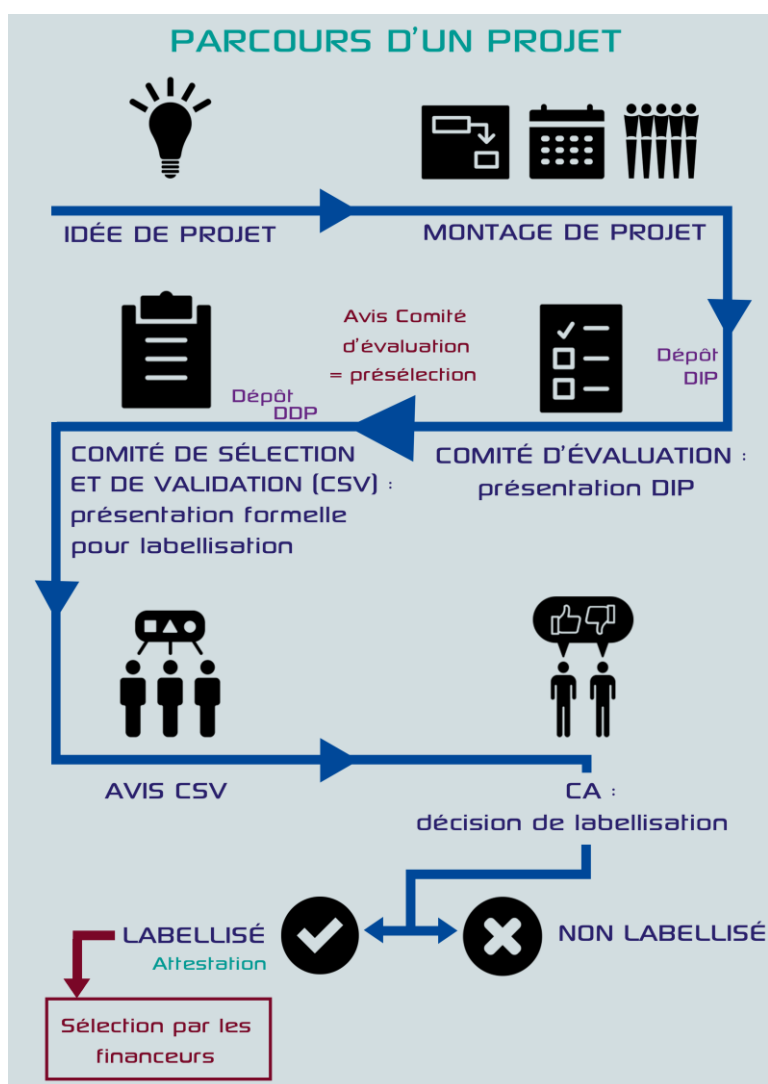 PARCOURS D'UN PROJET
IDÉE DE PROJET
MONTAGE DE PROJET
Dépôt
DIP
COMITÉ D'ÉVALUATION :
présentation DIP
Avis Comité
d'évaluation
= présélection
Dépôt
DDP
COMITÉ DE SÉLECTION
ET DE VALIDATION (CSV) :
présentation formelle
pour labellisation
AVIS CSV
CA :
décision de labellisation
LABELLISÉ
Attestation
NON LABELLISÉ
Sélection par les
financeurs